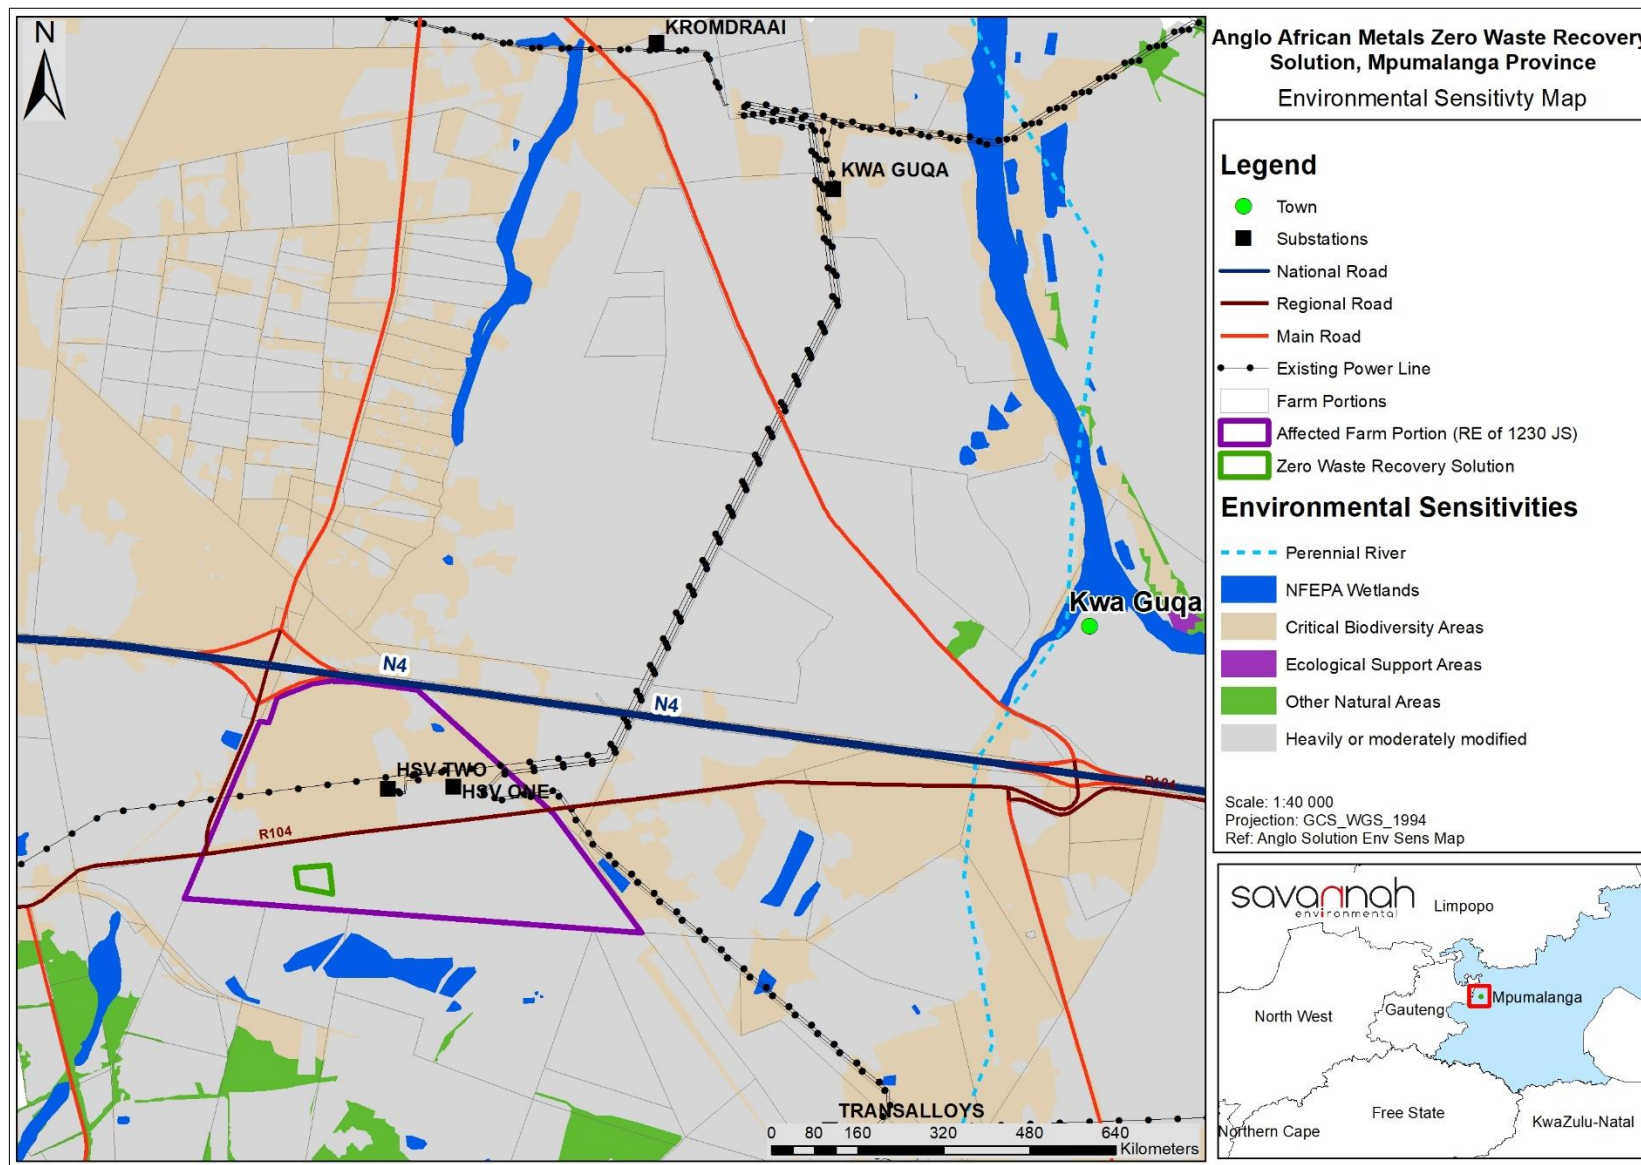 N
KROMDRAAI
KWA GUQA
Kwa Guqa
N4
N4
HSV TWO
HSV ONE
R104
R104
TRANSALLOYS
0 80 160 320 480 640
Kilometers
Anglo African Metals Zero Waste Recovery
Solution, Mpumalanga Province
Environmental Sensitivty Map
Legend
Town
Substations
National Road
Regional Road
Main Road
Existing Power Line
Farm Portions
Affected Farm Portion (RE of 1230 JS)
Zero Waste Recovery Solution
Environmental Sensitivities
Perennial River
NFEPA Wetlands
Critical Biodiversity Areas
Ecological Support Areas
Other Natural Areas
Heavily or moderately modified
Scale: 1:40 000
Projection: GCS_WGS_1994
Ref: Anglo Solution Env Sens Map
savannah
environmental
Limpopo
Mpumalanga
Gauteng
North West
Free State
KwaZulu-Natal
Northern Cape